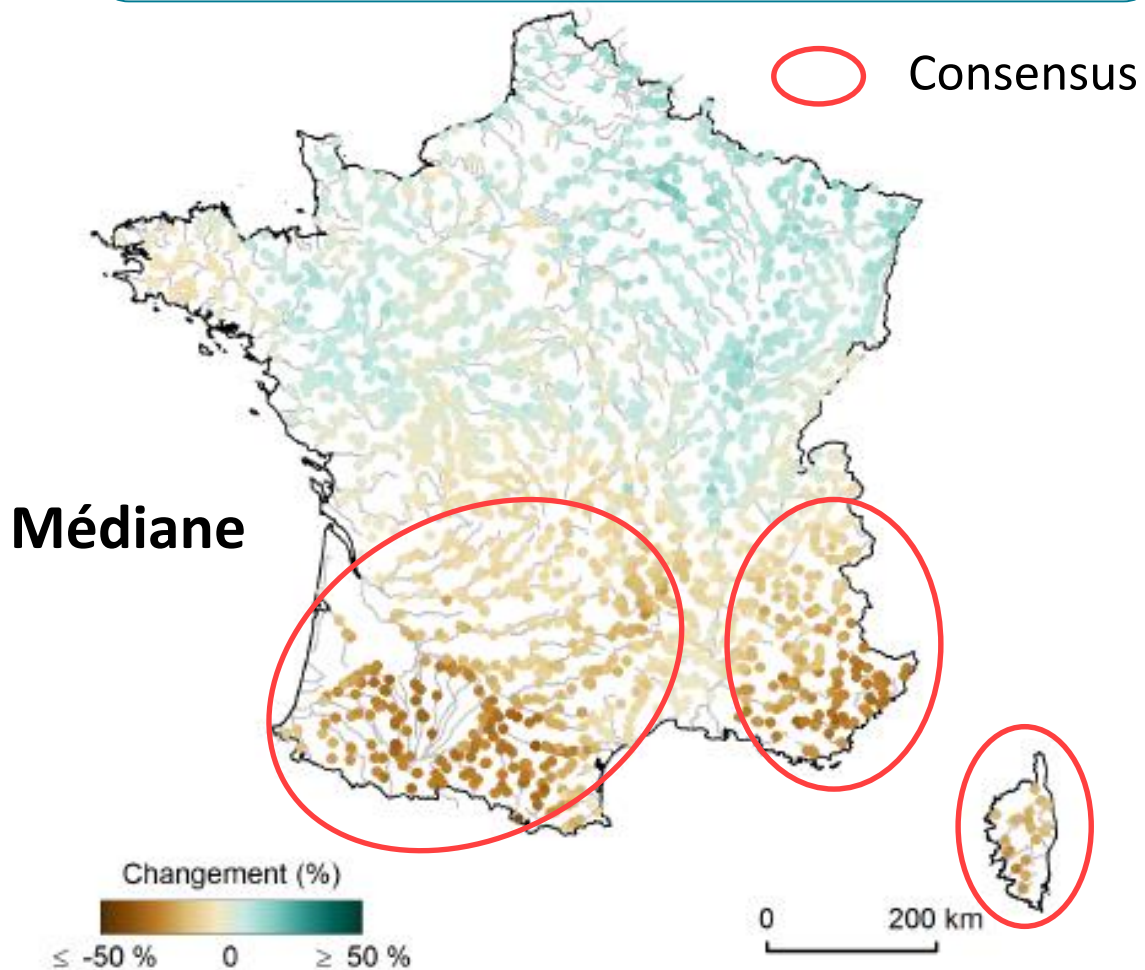 Consensus
Médiane
Changement (%)
≤ -50 % 0 ≥ 50 %
0 200 km